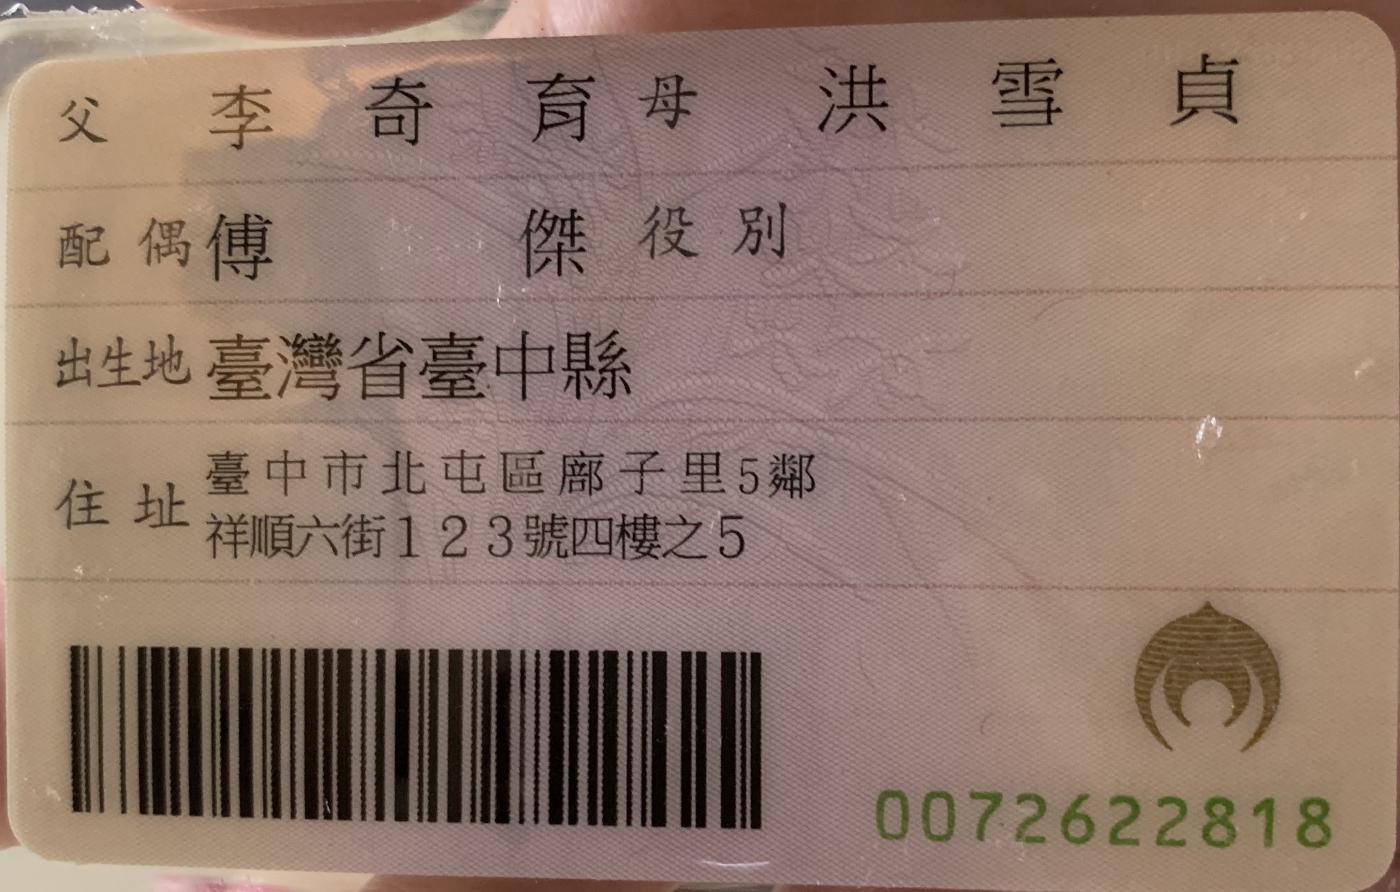 父 李奇育 母 洪雪貞
配偶 傅傑 役別
出生地 臺灣省臺中縣
住址 臺中市北屯區廍子里5鄰
祥順六街123號四樓之5
0072622818